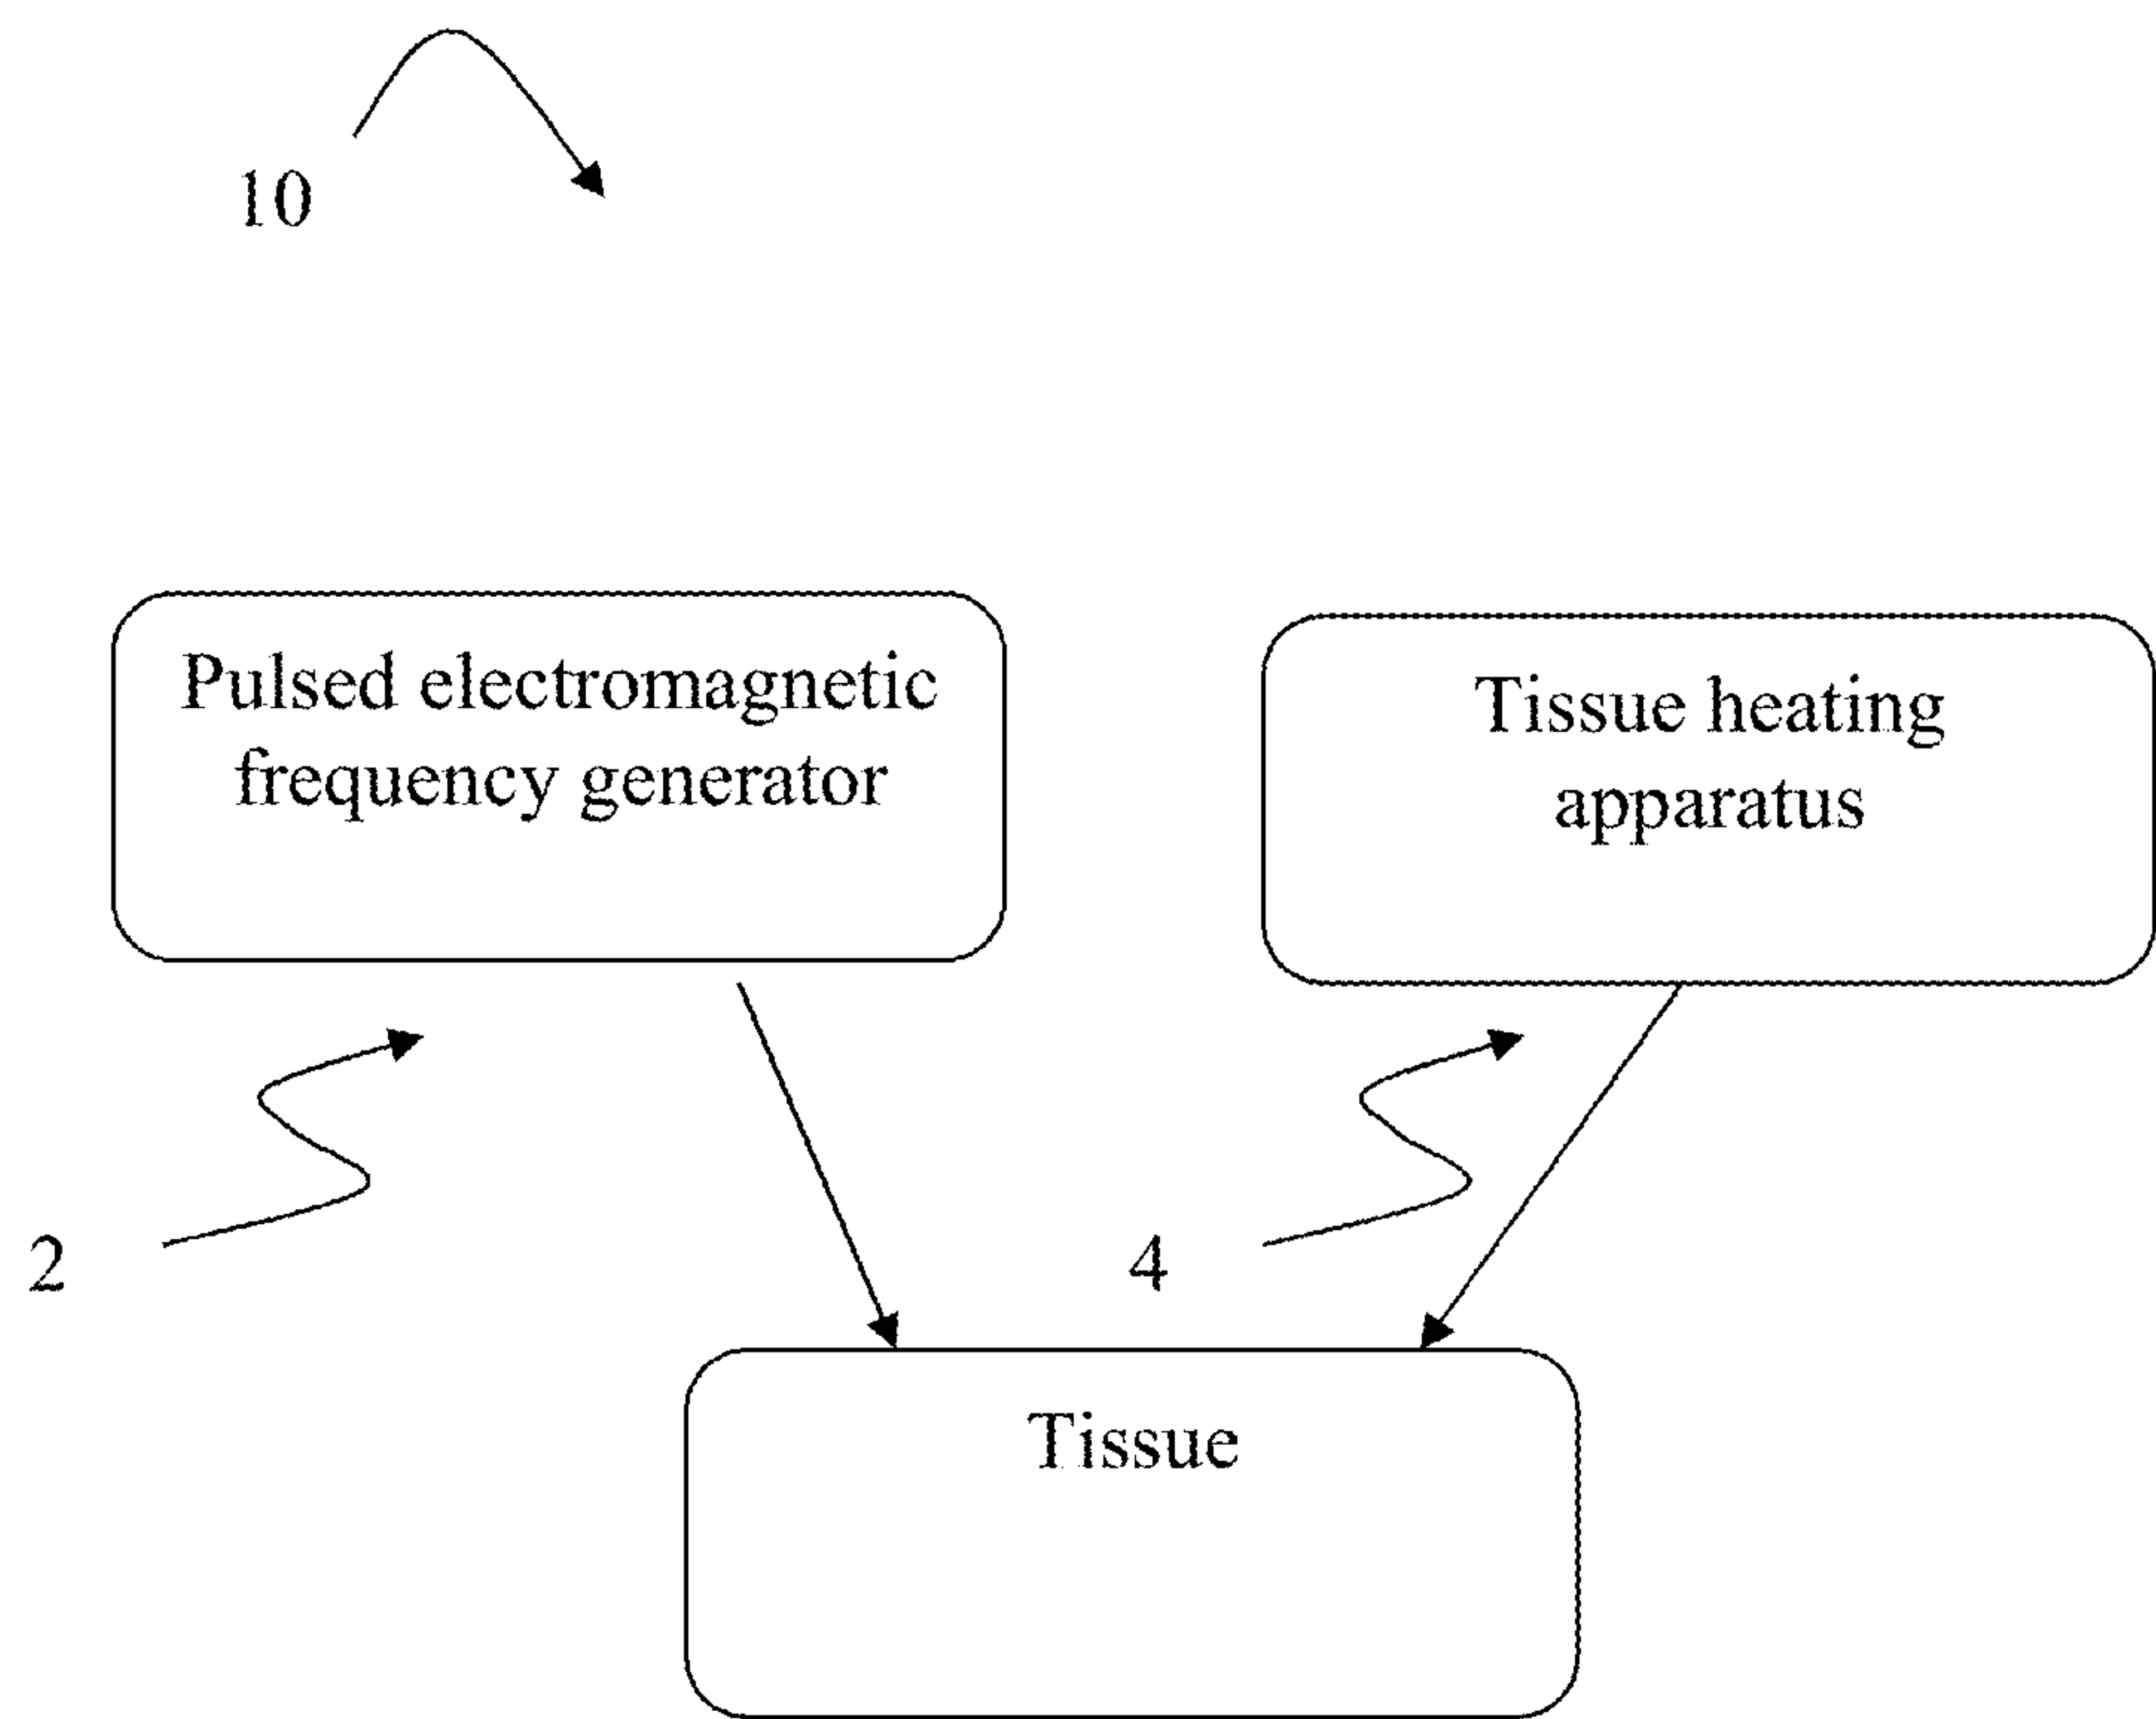 10
Pulsed electromagnetic
frequency generator
Tissue heating
apparatus
2
4
Tissue